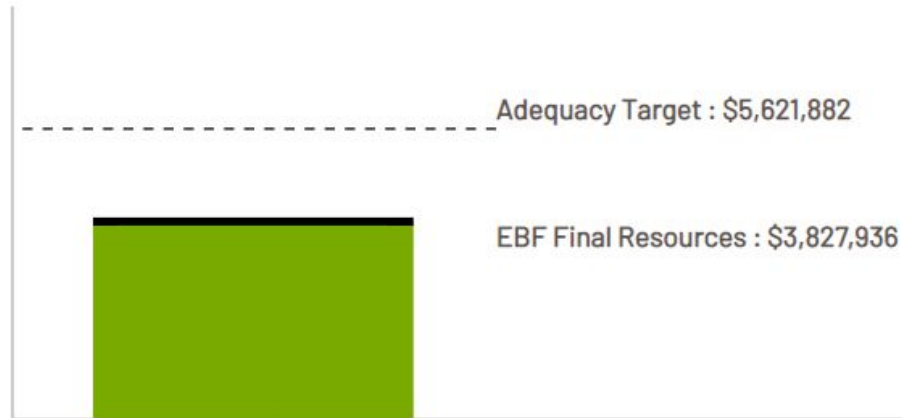 Adequacy Target : $5,621,882
EBF Final Resources : $3,827,936